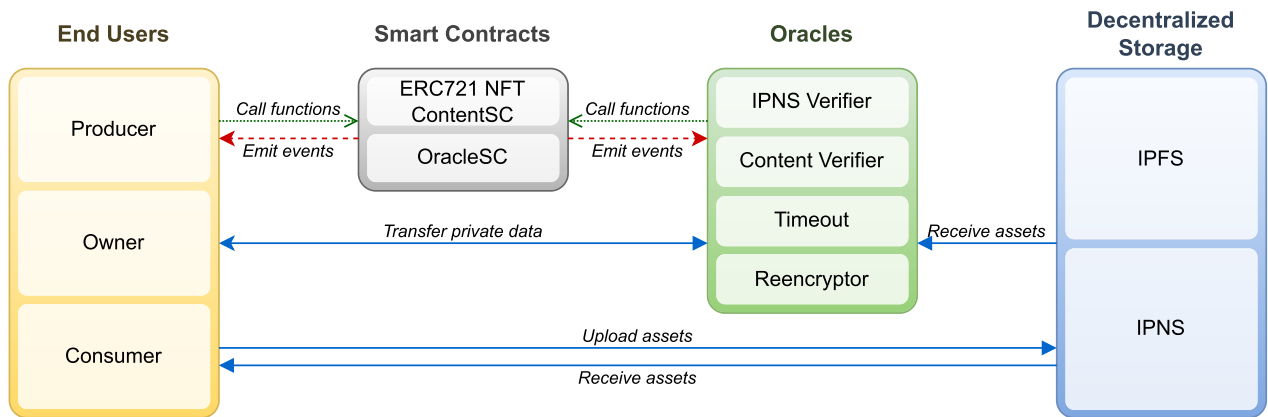 End Users
Producer
Owner
Consumer
Smart Contracts
ERC721 NFT
ContentSC
OracleSC
Oracles
IPNS Verifier
Content Verifier
Timeout
Reencryptor
Decentralized
Storage
IPFS
IPNS
Call functions
Emit events
Call functions
Emit events
Transfer private data
Receive assets
Upload assets
Receive assets